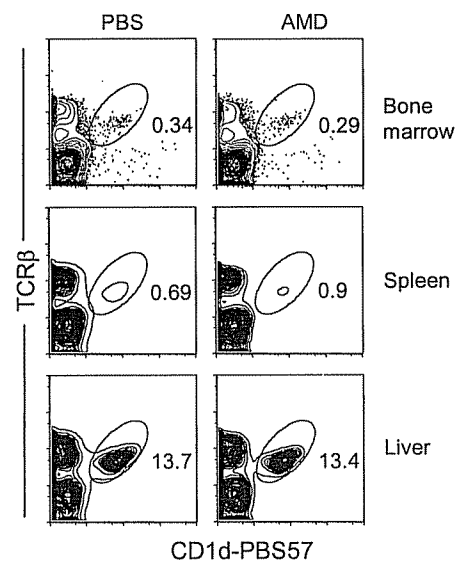 PBS AMD
0.34 0.29 Bone marrow
TCRβ
0.69 0.9 Spleen
13.7 13.4 Liver
CD1d-PBS57